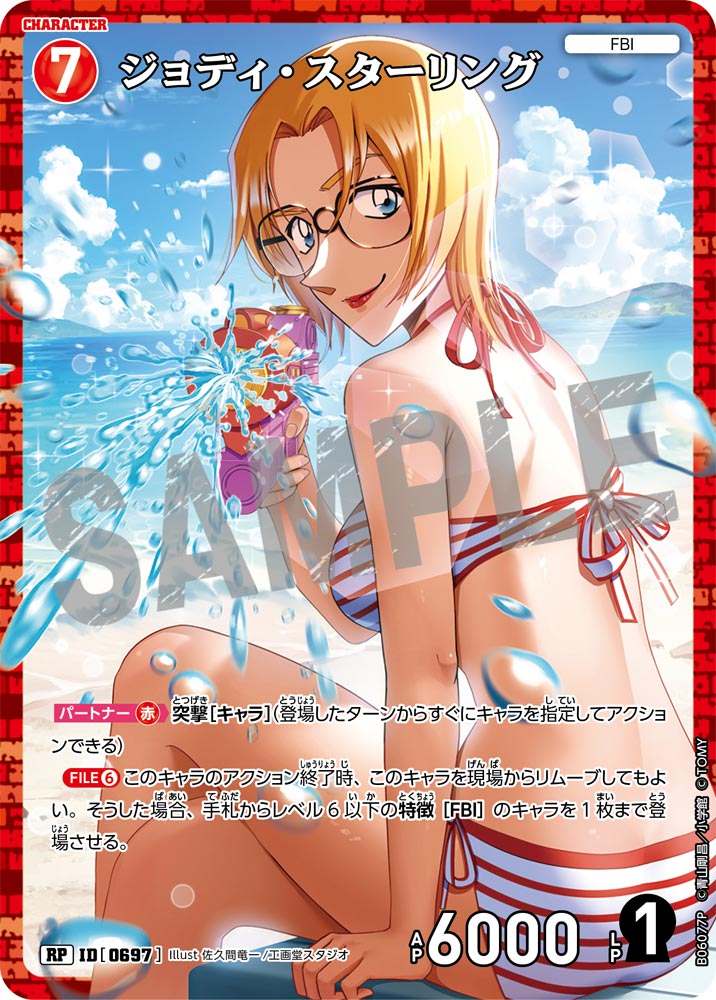 CHARACTER
7
ジョディ・スターリング
FBI
SAMPLE
パートナー 赤 突撃[キャラ](登場したターンからすぐにキャラを指定してアクショ
ンできる)
FILE 6 このキャラのアクション終了時、このキャラを現場からリムーブしてもよ
い。そうした場合、手札からレベル6以下の特徴[FBI]のキャラを1枚まで登
場させる。
RP ID[0697] Illust 佐久間竜一/工画堂スタジオ
AP 6000
LP 1
B06077P ©青山剛昌/小学館 ©TOMY